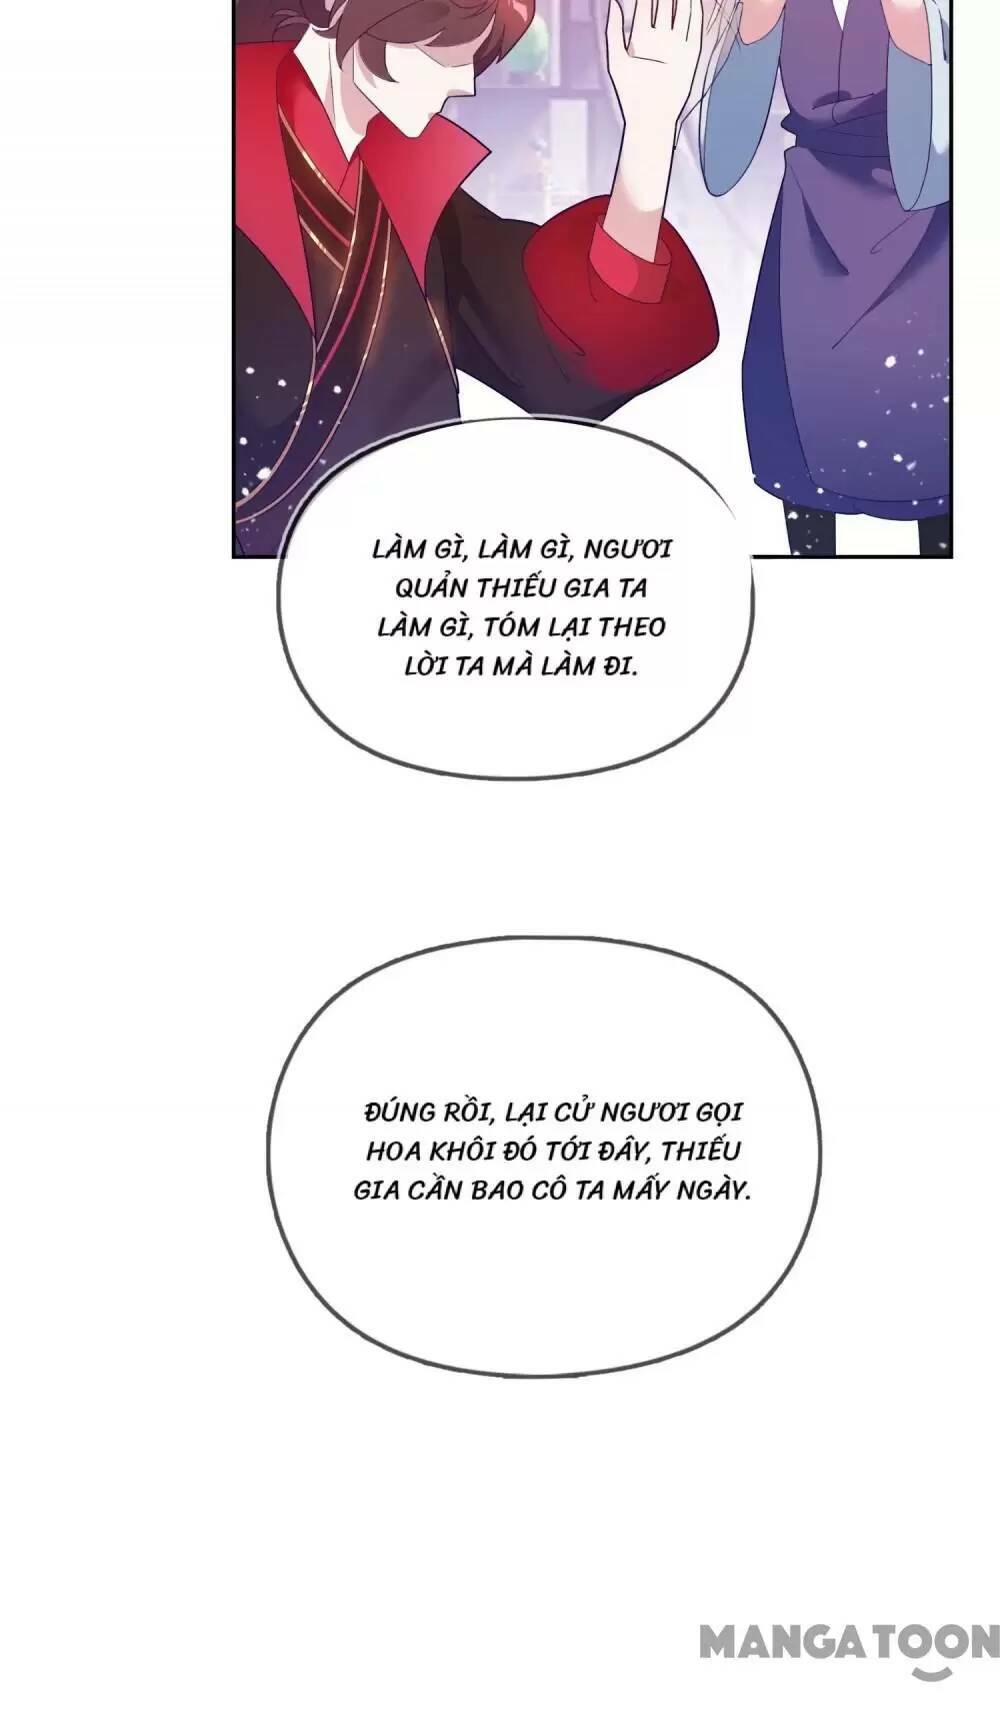 LÀM GÌ, LÀM GÌ, NGƯƠI
QUẢN THIẾU GIA TA
LÀM GÌ, TÓM LẠI THEO
LỜI TA MÀ LÀM ĐI.
ĐÚNG RỒI, LẠI CỬ NGƯƠI GỌI
HOA KHÔI ĐÓ TỚI ĐÂY, THIẾU
GIA CẦN BAO CÔ TA MẤY NGÀY.
MANGATOON